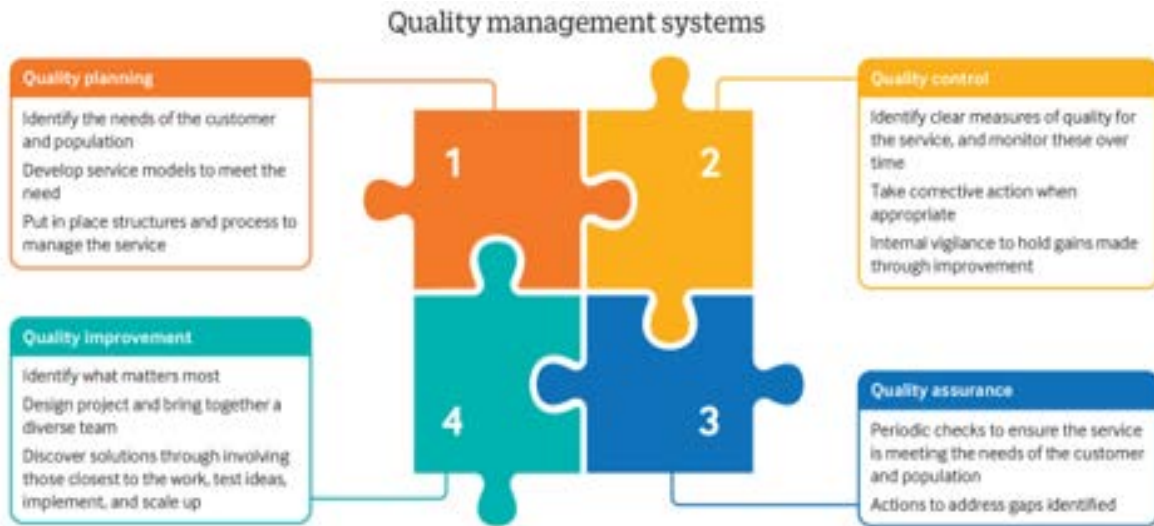 Quality management systems
Quality planning
Identify the needs of the customer
and population
Develop service models to meet the
need
Put in place structures and process to
manage the service
1
2
Quality control
Identify clear measures of quality for
the service, and monitor these over
time
Take corrective action when
appropriate
Internal vigilance to hold gains made
through improvement
Quality improvement
Identify what matters most
Design project and bring together a
diverse team
Discover solutions through involving
those closest to the work, test ideas,
implement, and scale up
4
3
Quality assurance
Periodic checks to ensure the service
is meeting the needs of the customer
and population
Actions to address gaps identified